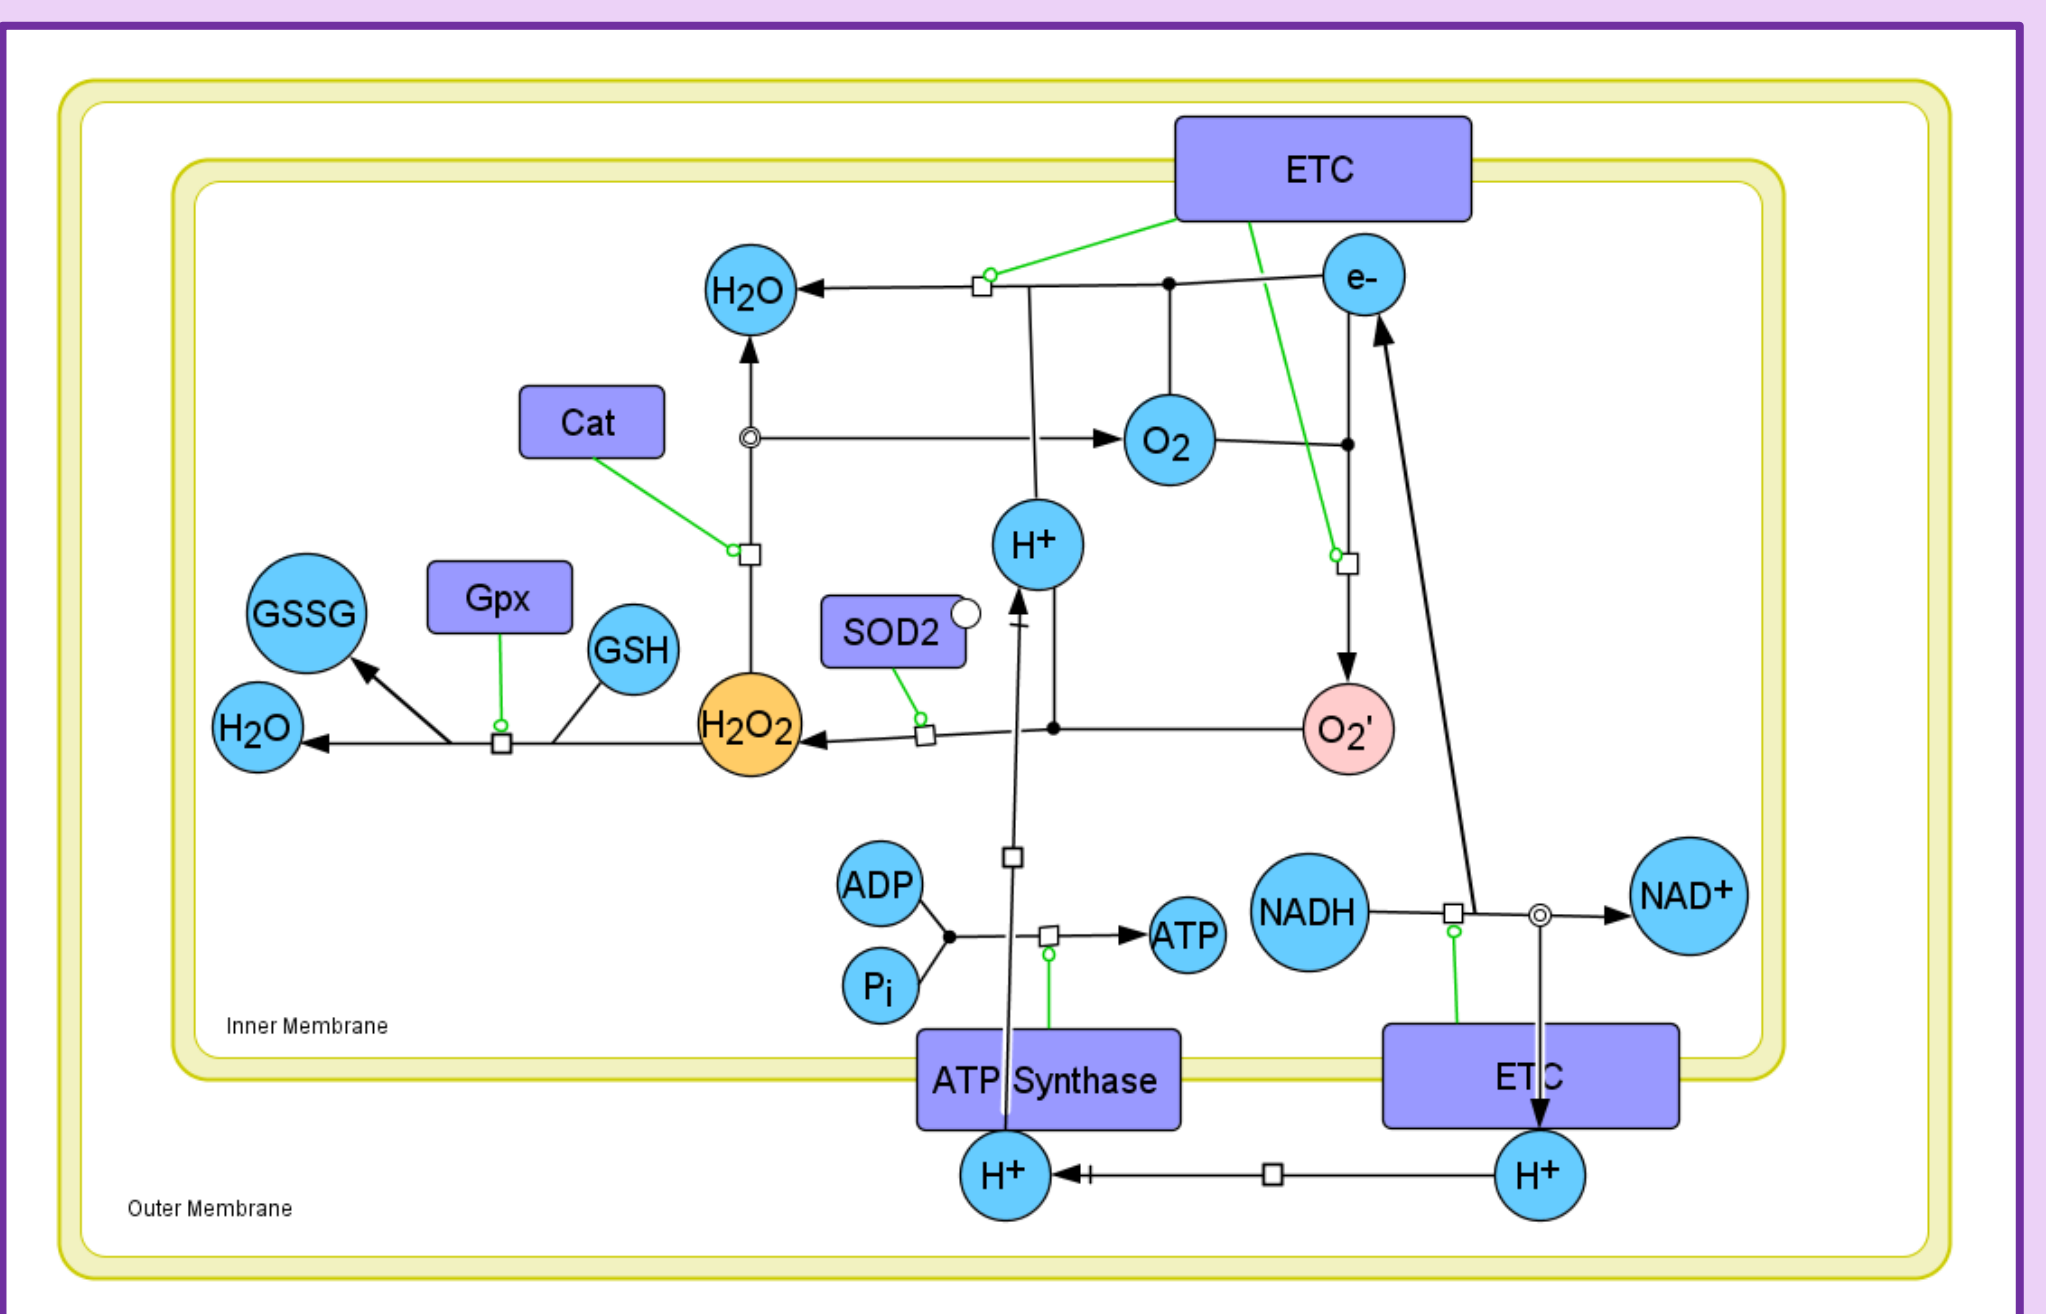 ETC
H2O
e-
Cat
O2
H+
GSSG
Gpx
GSH
SOD2
H2O
H2O2
O2'
ADP
NADH
NAD+
ATP
Pi
Inner Membrane
ATP Synthase
ETC
H+
H+
Outer Membrane